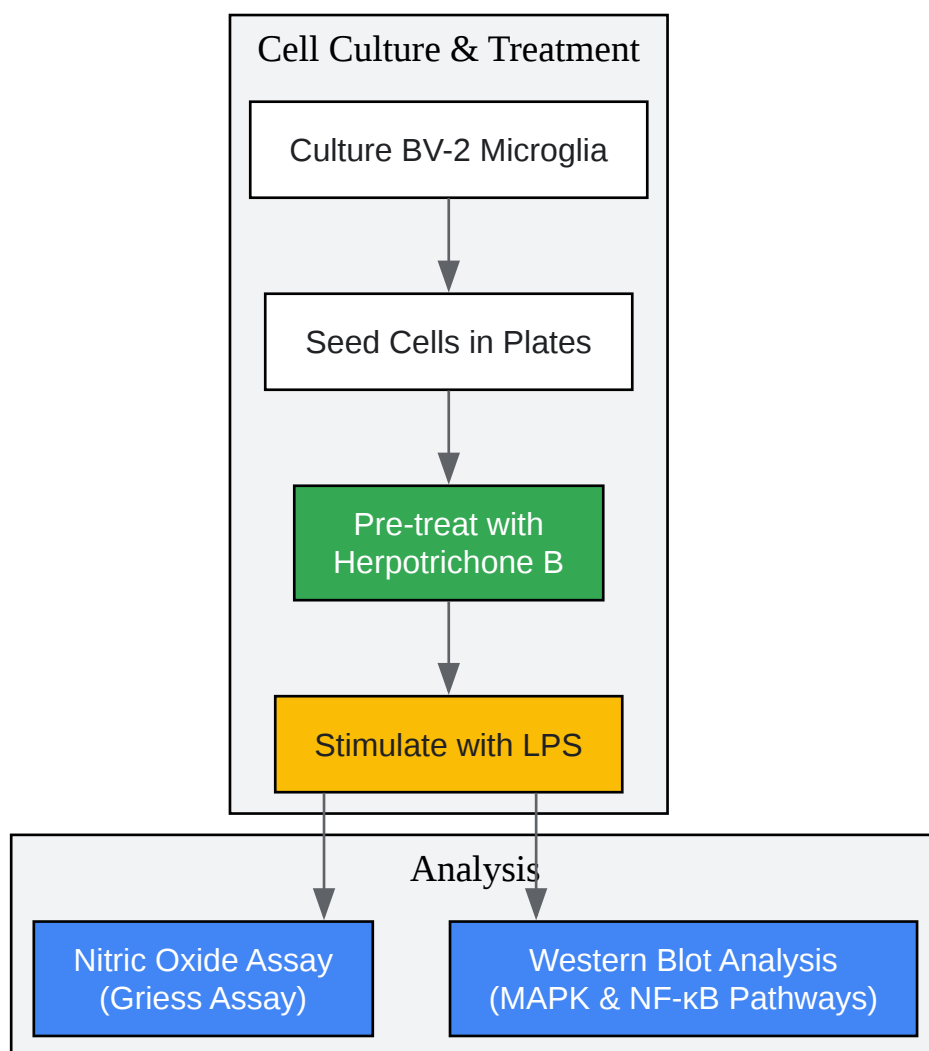 Cell Culture & Treatment
Culture BV-2 Microglia
Seed Cells in Plates
Pre-treat with
Herpotrichone B
Stimulate with LPS
Analysis
Nitric Oxide Assay
(Griess Assay)
Western Blot Analysis
(MAPK & NF-κB Pathways)